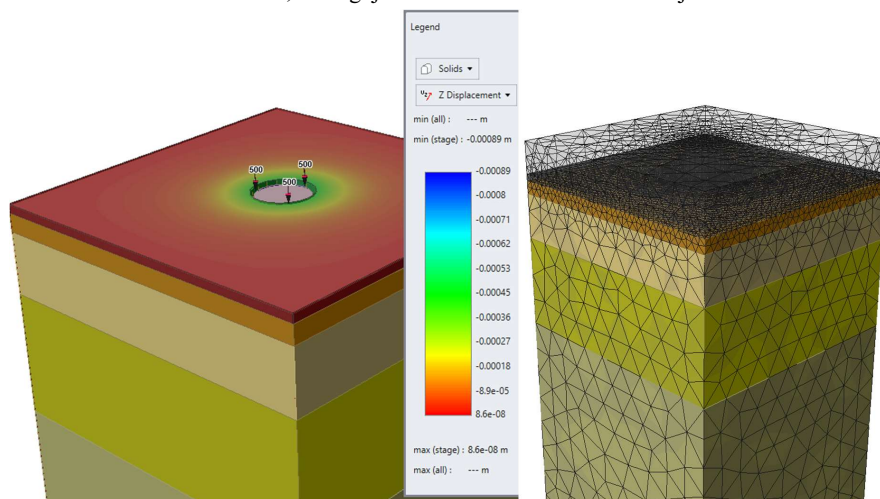 500
500
500
Legend
Solids
Uz Z Displacement
min (all) : --- m
min (stage) : -0.00089 m
-0.00089
-0.0008
-0.00071
-0.00062
-0.00053
-0.00045
-0.00036
-0.00027
-0.00018
-8.9e-05
8.6e-08
max (stage) : 8.6e-08 m
max (all) : --- m